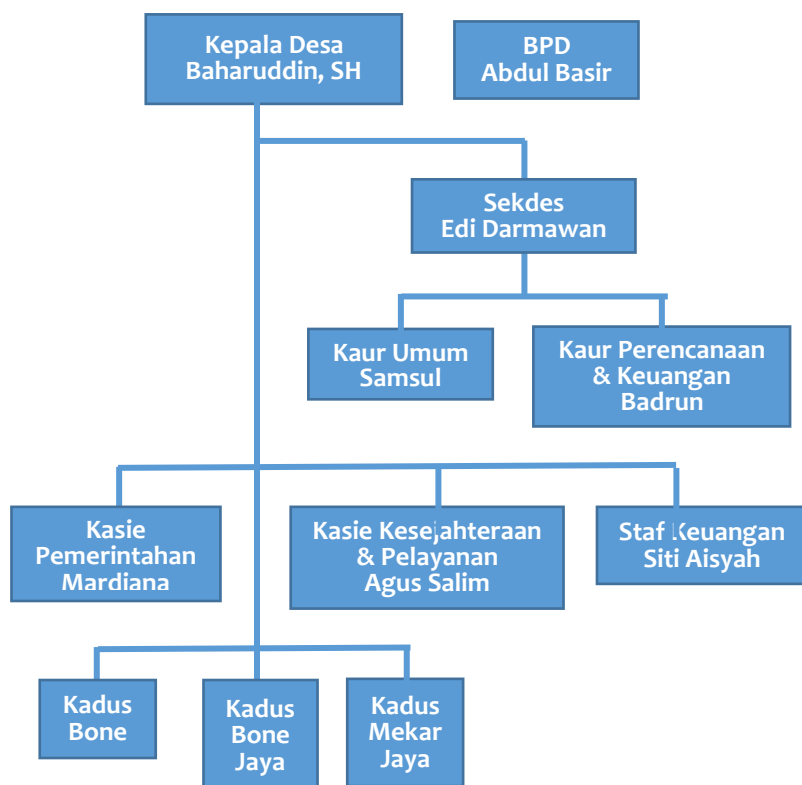 Kepala Desa
Baharuddin, SH
BPD
Abdul Basir
Sekdes
Edi Darmawan
Kaur Umum
Samsul
Kaur Perencanaan
& Keuangan
Badrun
Kasie
Pemerintahan
Mardiana
Kasie Kesejahteraan
& Pelayanan
Agus Salim
Staf Keuangan
Siti Aisyah
Kadus
Bone
Kadus
Bone
Jaya
Kadus
Mekar
Jaya